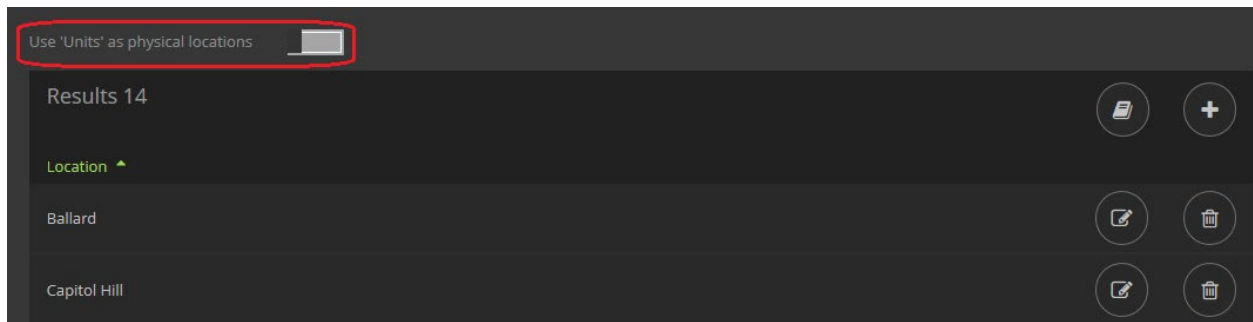 Use 'Units' as physical locations
Results 14
Location
Ballard
Capitol Hill